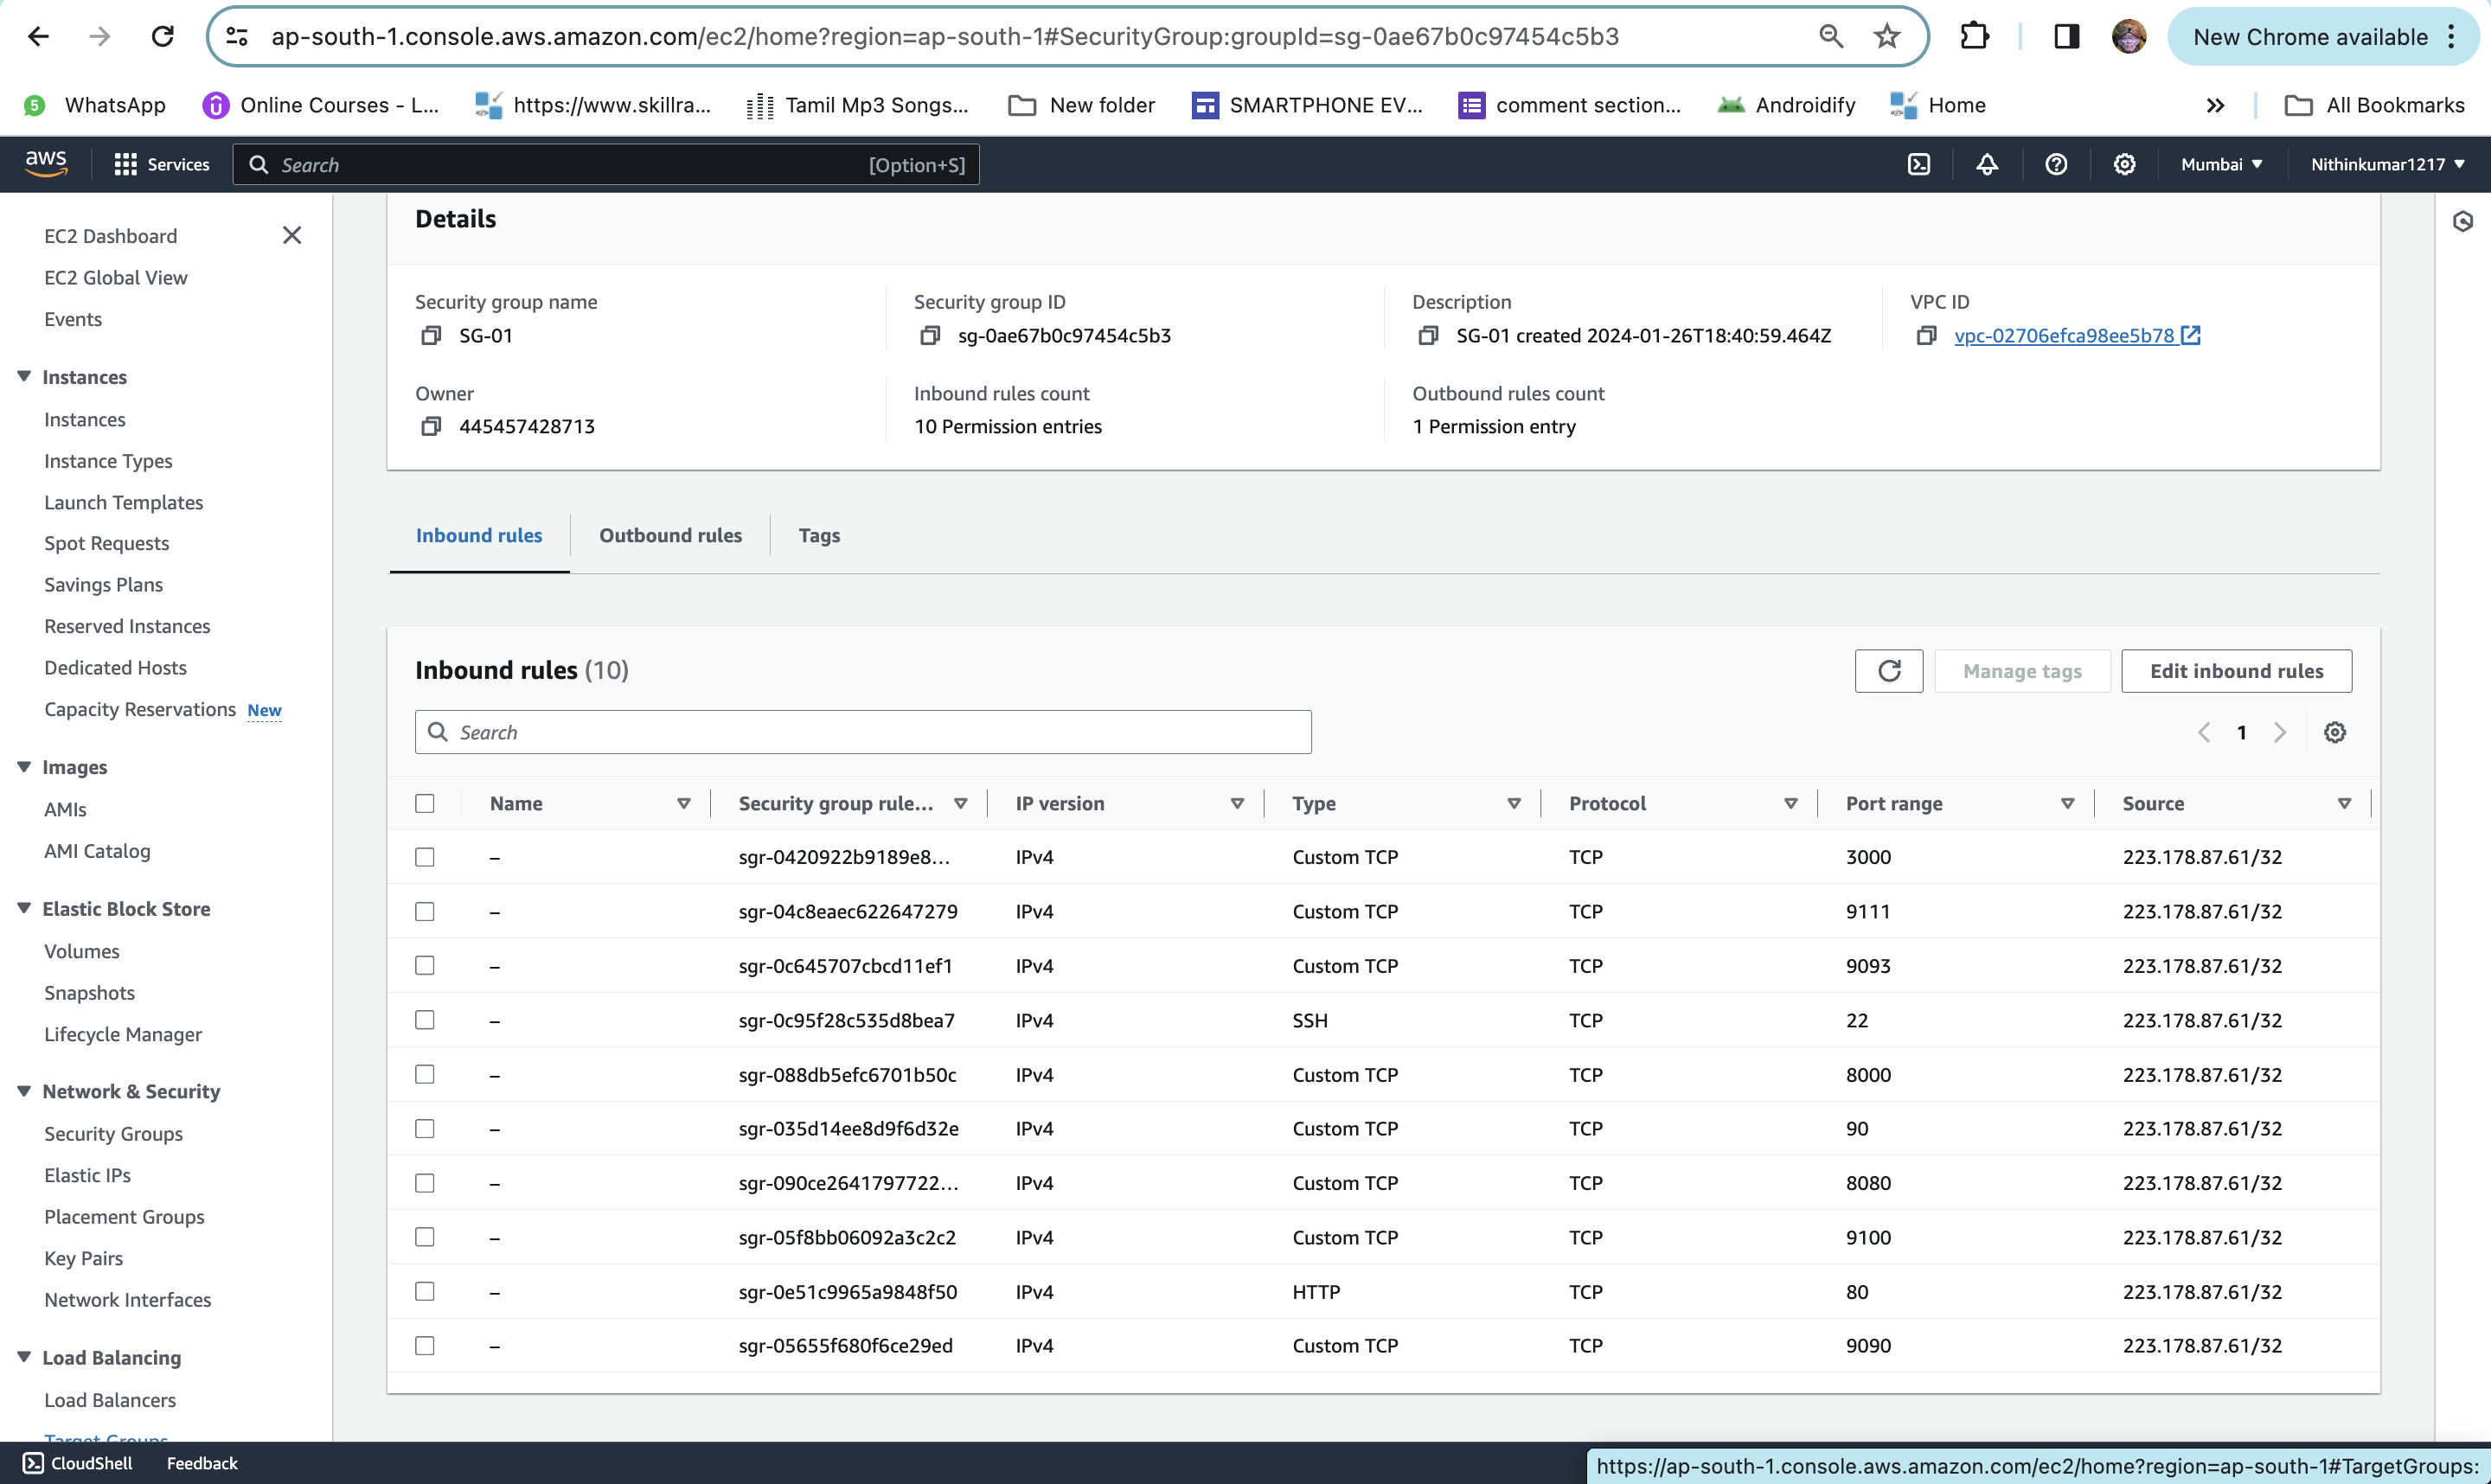 ap-south-1.console.aws.amazon.com/ec2/home?region=ap-south-1#SecurityGroup:groupId=sg-0ae67b0c97454c5b3
New Chrome available
5 WhatsApp
Online Courses - L...
https://www.skillra...
Tamil Mp3 Songs...
New folder
SMARTPHONE EV...
comment section...
Androidify
Home
All Bookmarks
aws
Services
Search [Option+S]
Mumbai
Nithinkumar1217
EC2 Dashboard
EC2 Global View
Events
Instances
Instances
Instance Types
Launch Templates
Spot Requests
Savings Plans
Reserved Instances
Dedicated Hosts
Capacity Reservations New
Images
AMIs
AMI Catalog
Elastic Block Store
Volumes
Snapshots
Lifecycle Manager
Network & Security
Security Groups
Elastic IPs
Placement Groups
Key Pairs
Network Interfaces
Load Balancing
Load Balancers
Target Groups
Details
Security group name
SG-01
Security group ID
sg-0ae67b0c97454c5b3
Description
SG-01 created 2024-01-26T18:40:59.464Z
VPC ID
vpc-02706efca98ee5b78
Owner
445457428713
Inbound rules count
10 Permission entries
Outbound rules count
1 Permission entry
Inbound rules
Outbound rules
Tags
Inbound rules (10)
Manage tags
Edit inbound rules
Search
1
Name Security group rule... IP version Type Protocol Port range Source
– sgr-0420922b9189e8... IPv4 Custom TCP TCP 3000 223.178.87.61/32
– sgr-04c8eaec622647279 IPv4 Custom TCP TCP 9111 223.178.87.61/32
– sgr-0c645707cbcd11ef1 IPv4 Custom TCP TCP 9093 223.178.87.61/32
– sgr-0c95f28c535d8bea7 IPv4 SSH TCP 22 223.178.87.61/32
– sgr-088db5efc6701b50c IPv4 Custom TCP TCP 8000 223.178.87.61/32
– sgr-035d14ee8d9f6d32e IPv4 Custom TCP TCP 90 223.178.87.61/32
– sgr-090ce2641797722... IPv4 Custom TCP TCP 8080 223.178.87.61/32
– sgr-05f8bb06092a3c2c2 IPv4 Custom TCP TCP 9100 223.178.87.61/32
– sgr-0e51c9965a9848f50 IPv4 HTTP TCP 80 223.178.87.61/32
– sgr-05655f680f6ce29ed IPv4 Custom TCP TCP 9090 223.178.87.61/32
CloudShell
Feedback
https://ap-south-1.console.aws.amazon.com/ec2/home?region=ap-south-1#TargetGroups: